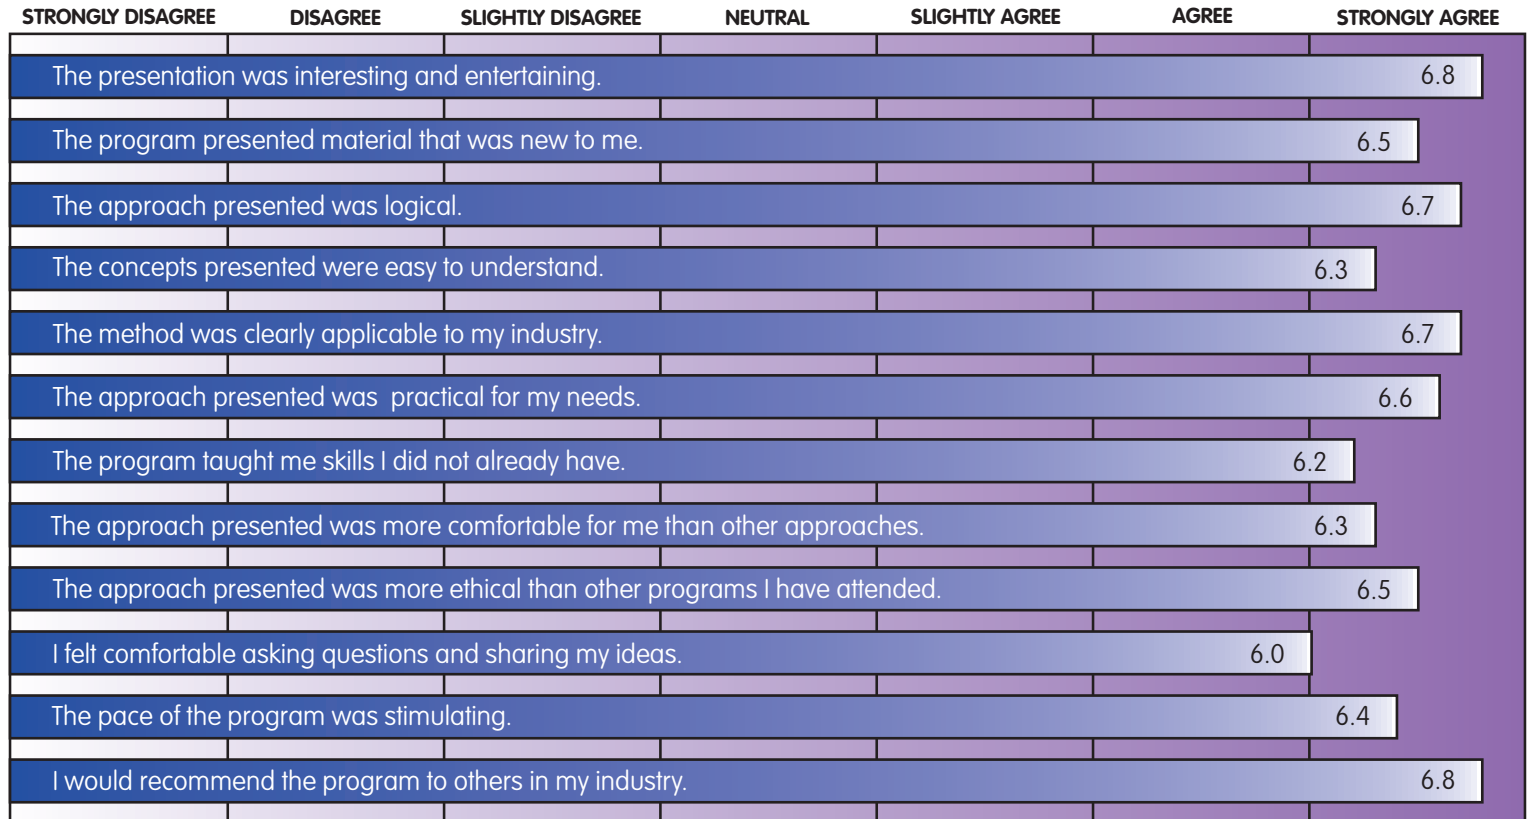 STRONGLY DISAGREE DISAGREE SLIGHTLY DISAGREE NEUTRAL SLIGHTLY AGREE AGREE STRONGLY AGREE
The presentation was interesting and entertaining. 6.8
The program presented material that was new to me. 6.5
The approach presented was logical. 6.7
The concepts presented were easy to understand. 6.3
The method was clearly applicable to my industry. 6.7
The approach presented was  practical for my needs. 6.6
The program taught me skills I did not already have. 6.2
The approach presented was more comfortable for me than other approaches. 6.3
The approach presented was more ethical than other programs I have attended. 6.5
I felt comfortable asking questions and sharing my ideas. 6.0
The pace of the program was stimulating. 6.4
I would recommend the program to others in my industry. 6.8